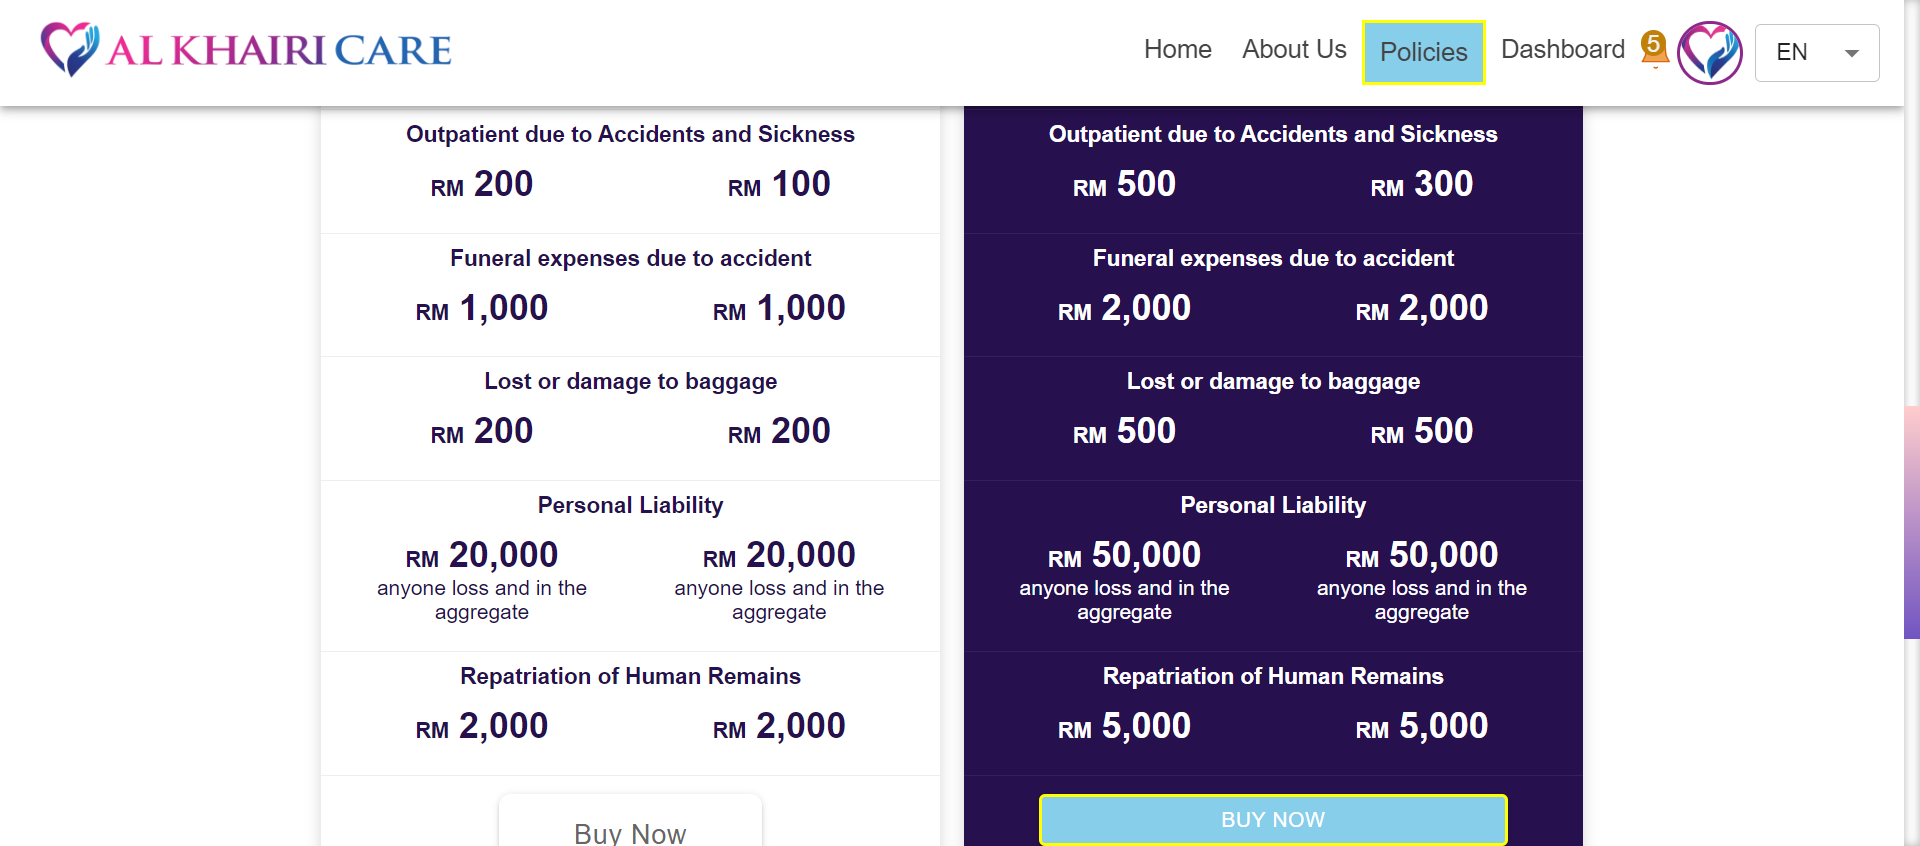 AL KHAIRI CARE
Home About Us Policies Dashboard 5 EN
Outpatient due to Accidents and Sickness
RM 200 RM 100
Funeral expenses due to accident
RM 1,000 RM 1,000
Lost or damage to baggage
RM 200 RM 200
Personal Liability
RM 20,000 RM 20,000
anyone loss and in the anyone loss and in the
aggregate aggregate
Repatriation of Human Remains
RM 2,000 RM 2,000
Buy Now
Outpatient due to Accidents and Sickness
RM 500 RM 300
Funeral expenses due to accident
RM 2,000 RM 2,000
Lost or damage to baggage
RM 500 RM 500
Personal Liability
RM 50,000 RM 50,000
anyone loss and in the anyone loss and in the
aggregate aggregate
Repatriation of Human Remains
RM 5,000 RM 5,000
BUY NOW